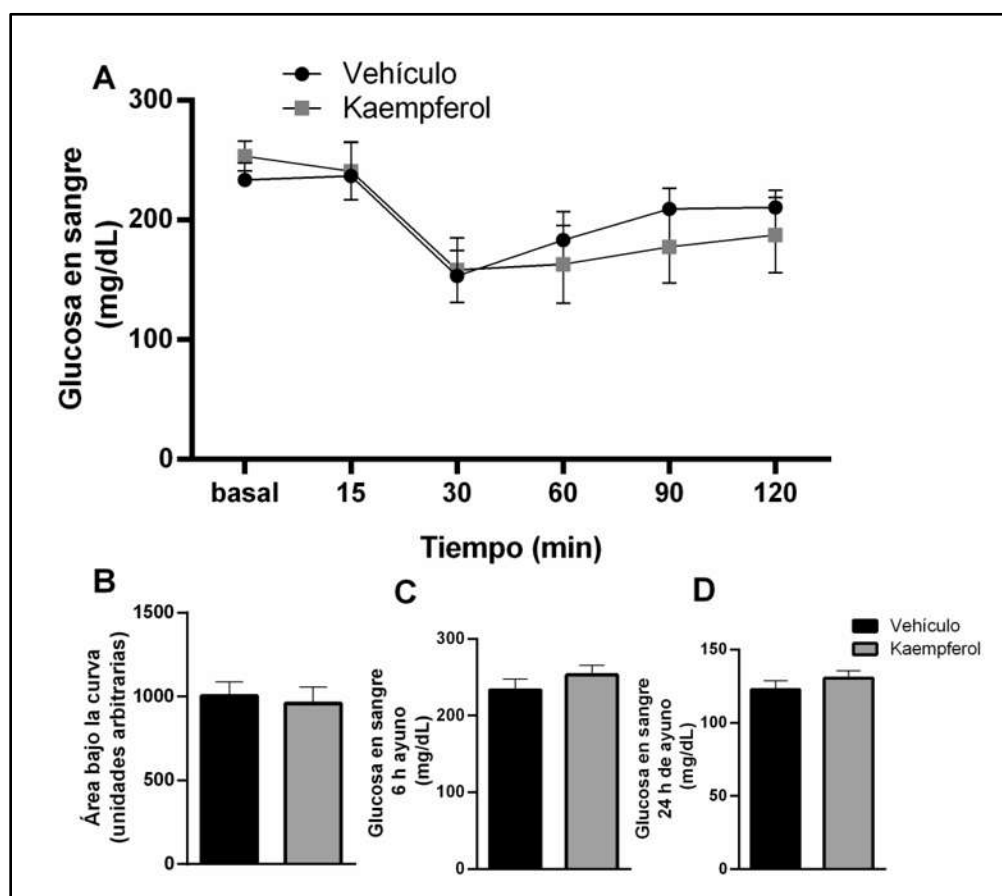 A
Vehículo
Kaempferol
300
200
100
0
Glucosa en sangre
(mg/dL)
basal 15 30 60 90 120
Tiempo (min)
B
1500
1000
500
0
Área bajo la curva
(unidades arbitrarias)
C
300
200
100
0
Glucosa en sangre
6 h ayuno
(mg/dL)
D
Vehículo
Kaempferol
150
100
50
0
Glucosa en sangre
24 h de ayuno
(mg/dL)